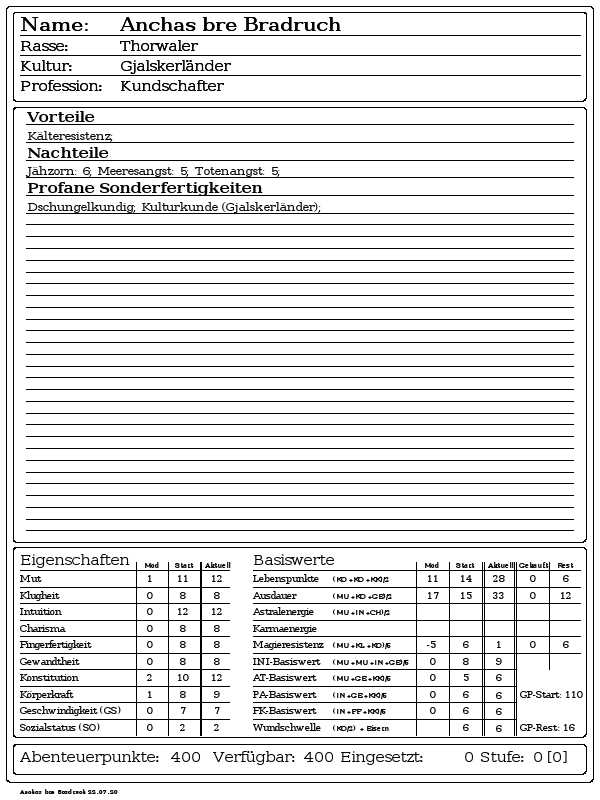 Name: Anchas bre Bradruch
Rasse: Thorwaler
Kultur: Gjalskerländer
Profession: Kundschafter
Vorteile
Kälteresistenz;
Nachteile
Jähzorn: 6; Meeresangst: 5; Totenangst: 5;
Profane Sonderfertigkeiten
Dschungelkundig; Kulturkunde (Gjalskerländer);
Eigenschaften Mod Start Aktuell
Mut 1 11 12
Klugheit 0 8 8
Intuition 0 12 12
Charisma 0 8 8
Fingerfertigkeit 0 8 8
Gewandtheit 0 8 8
Konstitution 2 10 12
Körperkraft 1 8 9
Geschwindigkeit (GS) 0 7 7
Sozialstatus (SO) 0 2 2
Basiswerte Mod Start Aktuell Gekauft Rest
Lebenspunkte (KO+KO+KK)/2 11 14 28 0 6
Ausdauer (MU+KO+GE)/2 17 15 33 0 12
Astralenergie (MU+IN+CH)/2
Karmaenergie
Magieresistenz (MU+KL+KO)/5 -5 6 1 0 6
INI-Basiswert (MU+MU+IN+GE)/5 0 8 9
AT-Basiswert (MU+GE+KK)/5 0 5 6
PA-Basiswert (IN+GE+KK)/5 0 6 6 GP-Start: 110
FK-Basiswert (IN+FF+KK)/5 0 6 6
Wundschwelle (KO/2) + Eisern 6 6 GP-Rest: 16
Abenteuerpunkte: 400 Verfügbar: 400 Eingesetzt: 0 Stufe: 0 [0]
Anchas bre Bradruch 22.07.20